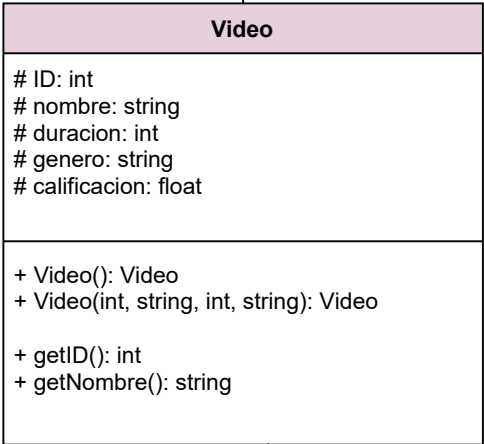 Video
# ID: int
# nombre: string
# duracion: int
# genero: string
# calificacion: float
+ Video(): Video
+ Video(int, string, int, string): Video
+ getID(): int
+ getNombre(): string